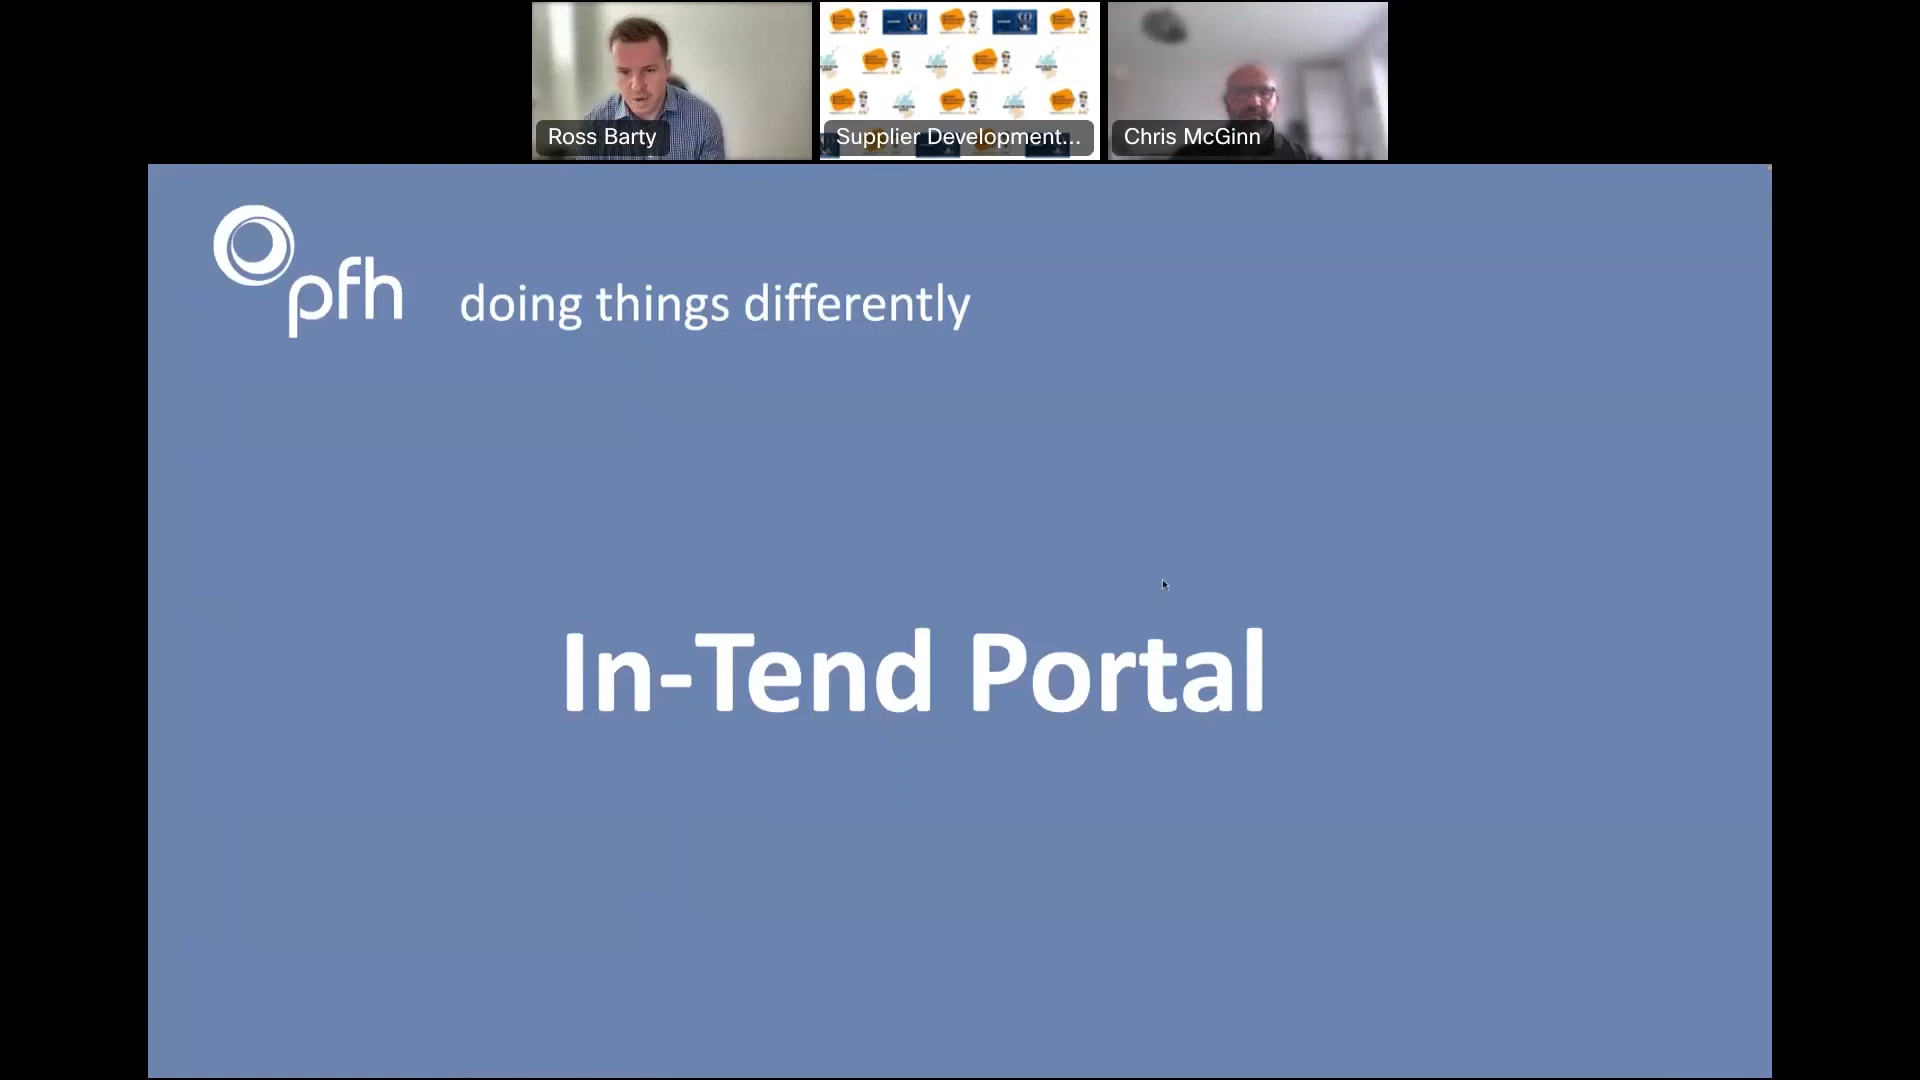 Ross Barty
Supplier Development...
Chris McGinn
pfh
doing things differently
In-Tend Portal